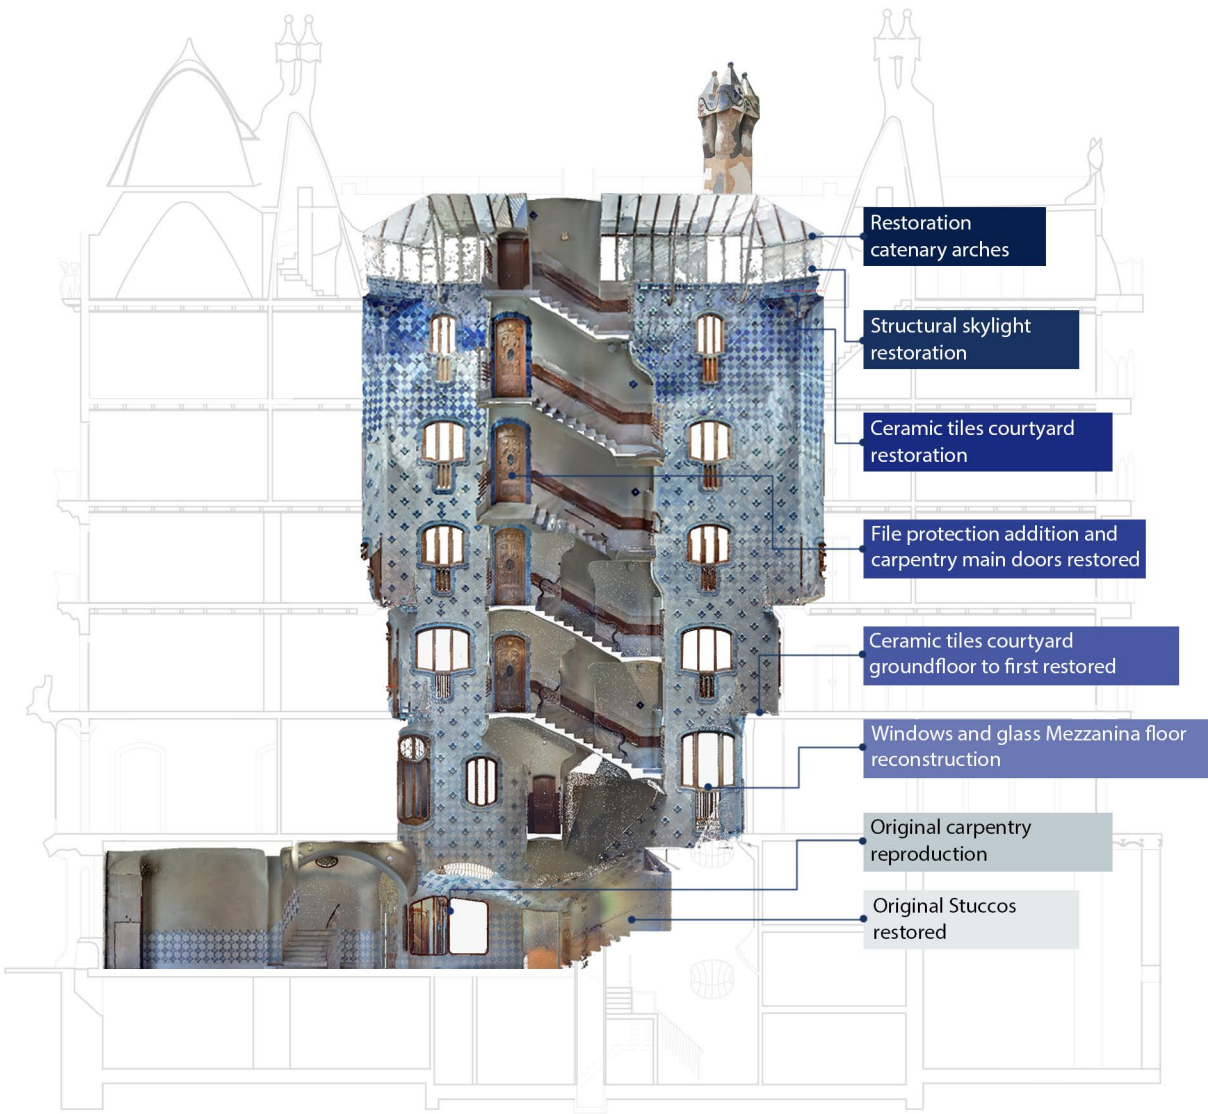 Restoration
catenary arches
Structural skylight
restoration
Ceramic tiles courtyard
restoration
File protection addition and
carpentry main doors restored
Ceramic tiles courtyard
groundfloor to first restored
Windows and glass Mezzanina floor
reconstruction
Original carpentry
reproduction
Original Stuccos
restored